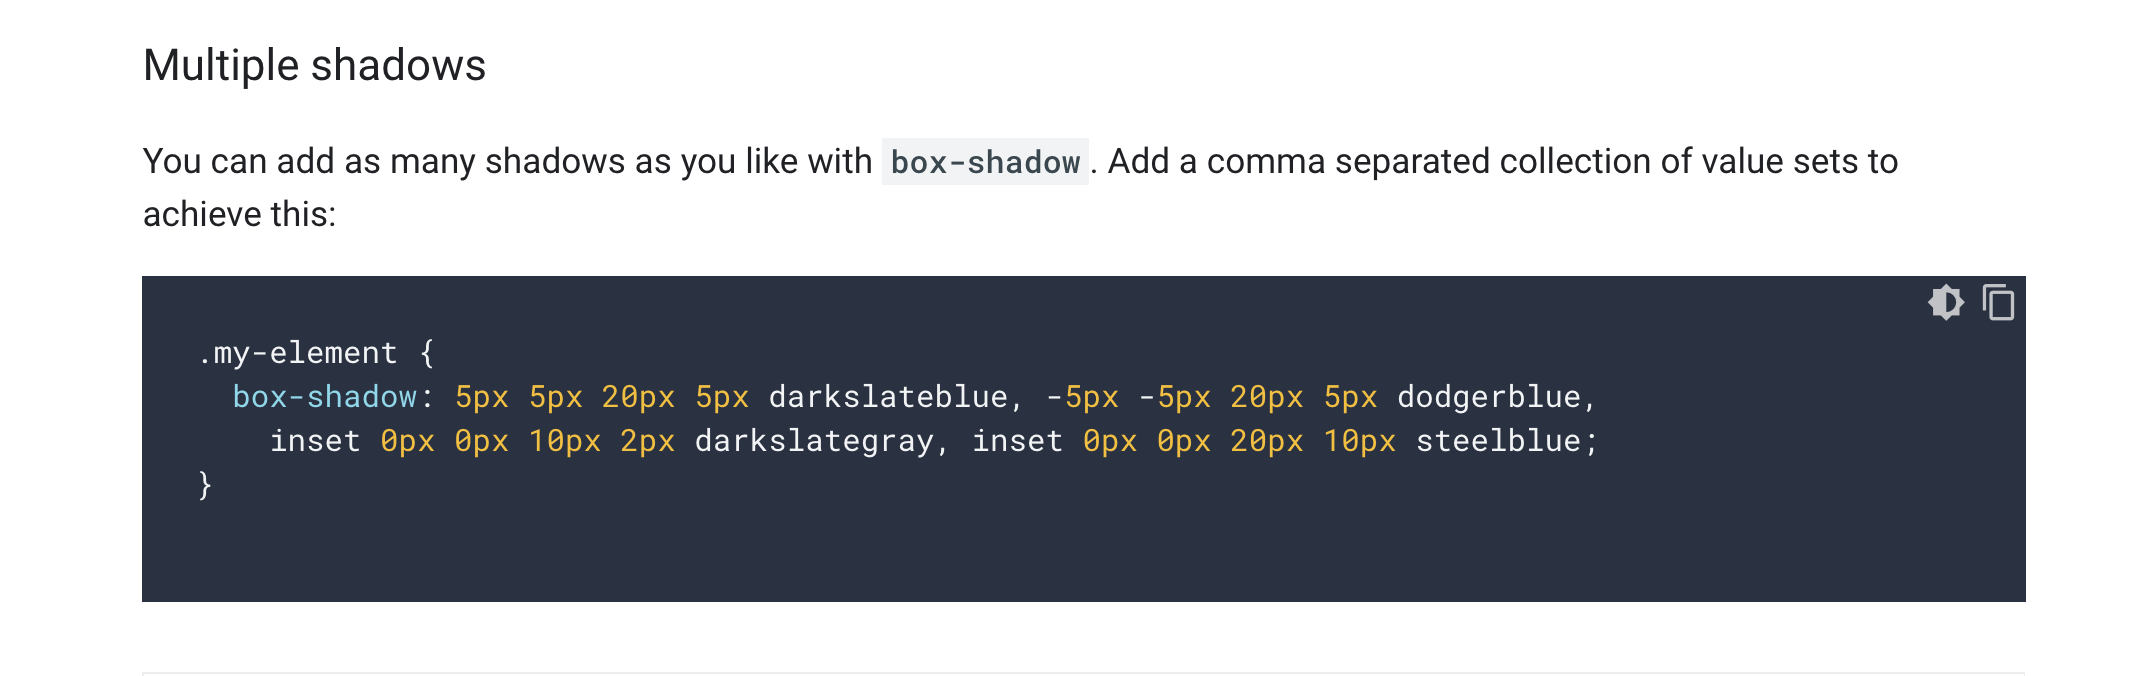 Multiple shadows
You can add as many shadows as you like with box-shadow. Add a comma separated collection of value sets to
achieve this:
.my-element {
  box-shadow: 5px 5px 20px 5px darkslateblue, -5px -5px 20px 5px dodgerblue,
    inset 0px 0px 10px 2px darkslategray, inset 0px 0px 20px 10px steelblue;
}